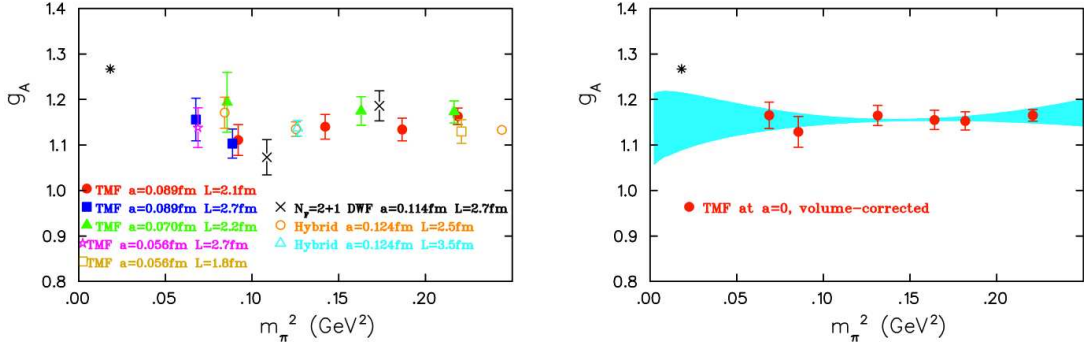 1.4
1.3
1.2
1.1
1.0
0.9
0.8
g_A
TMF a=0.089fm L=2.1fm
TMF a=0.089fm L=2.7fm
TMF a=0.070fm L=2.2fm
TMF a=0.056fm L=2.7fm
TMF a=0.056fm L=1.8fm
N_F=2+1 DWF a=0.114fm L=2.7fm
Hybrid a=0.124fm L=2.5fm
Hybrid a=0.124fm L=3.5fm
.00 .05 .10 .15 .20
m_π^2 (GeV^2)
1.4
1.3
1.2
1.1
1.0
0.9
0.8
g_A
TMF at a=0, volume-corrected
.00 .05 .10 .15 .20
m_π^2 (GeV^2)